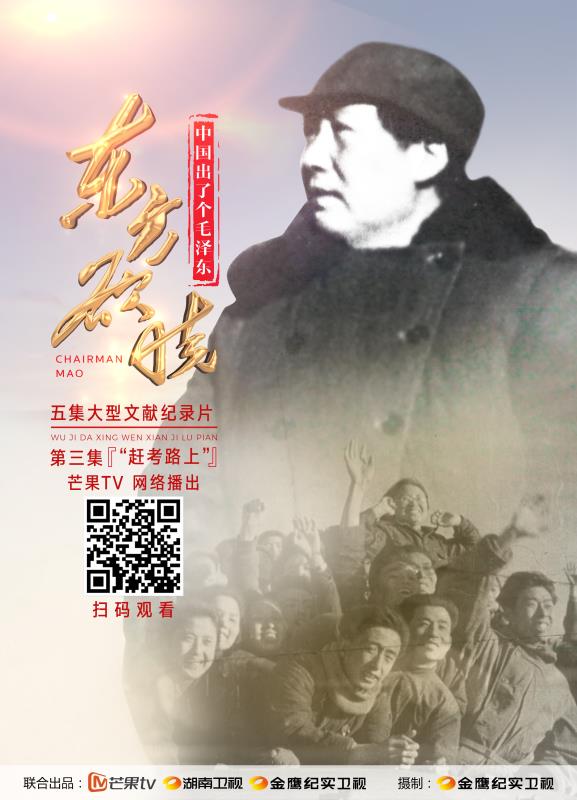 东方欲晓
中国出了个毛泽东
CHAIRMAN
MAO
五集大型文献纪录片
WU JI DA XING WEN XIAN JI LU PIAN
第三集『“赶考路上”』
芒果TV 网络播出
扫码观看
联合出品: 芒果tv 湖南卫视 金鹰纪实卫视 摄制: 金鹰纪实卫视